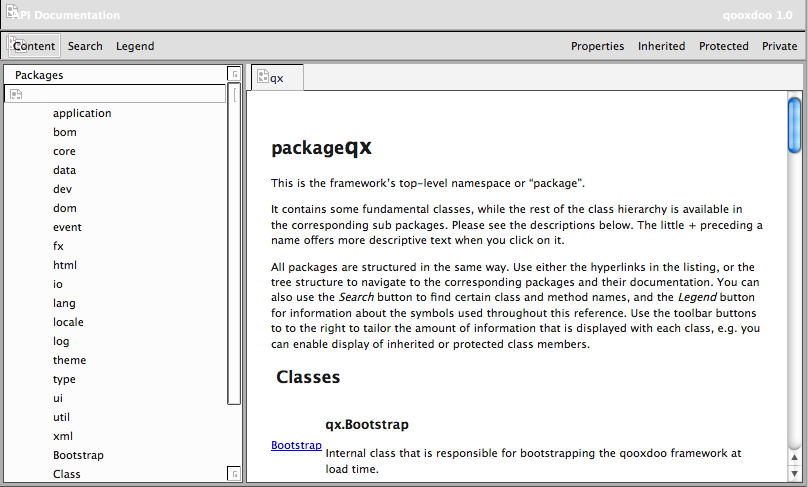 API Documentation
qooxdoo 1.0
Content Search Legend
Properties Inherited Protected Private
Packages
application
bom
core
data
dev
dom
event
fx
html
io
lang
locale
log
theme
type
ui
util
xml
Bootstrap
Class
qx
packageqx
This is the framework's top-level namespace or “package”.
It contains some fundamental classes, while the rest of the class hierarchy is available in
the corresponding sub packages. Please see the descriptions below. The little + preceding a
name offers more descriptive text when you click on it.
All packages are structured in the same way. Use either the hyperlinks in the listing, or the
tree structure to navigate to the corresponding packages and their documentation. You can
also use the Search button to find certain class and method names, and the Legend button
for information about the symbols used throughout this reference. Use the toolbar buttons
to to the right to tailor the amount of information that is displayed with each class, e.g. you
can enable display of inherited or protected class members.
Classes
qx.Bootstrap
Bootstrap
Internal class that is responsible for bootstrapping the qooxdoo framework at
load time.